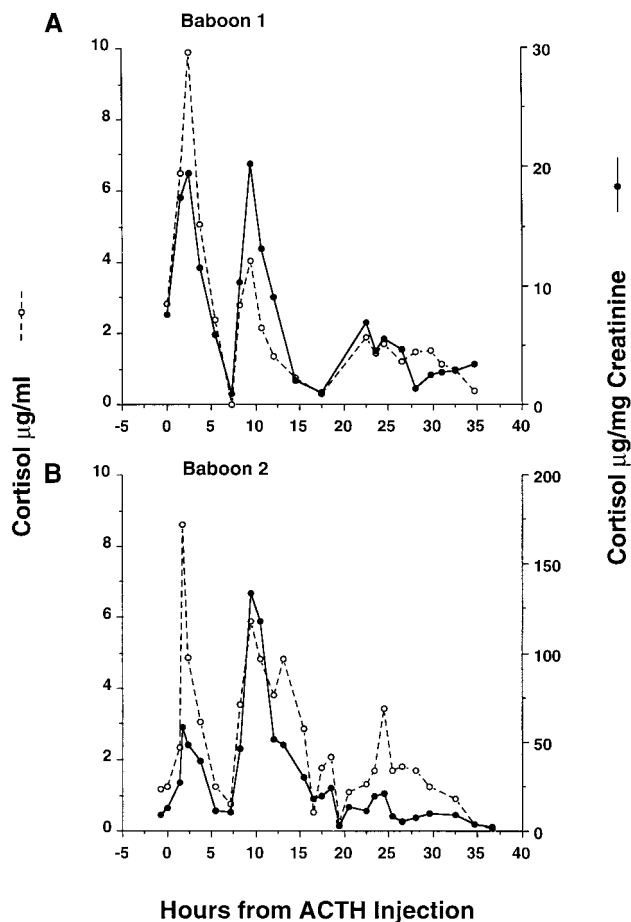 A
Baboon 1
10
8
6
4
2
0
30
20
10
0
-5 0 5 10 15 20 25 30 35 40
B
Baboon 2
10
8
6
4
2
0
200
150
100
50
0
-5 0 5 10 15 20 25 30 35 40
Cortisol µg/ml
Cortisol µg/mg Creatinine
Hours from ACTH Injection